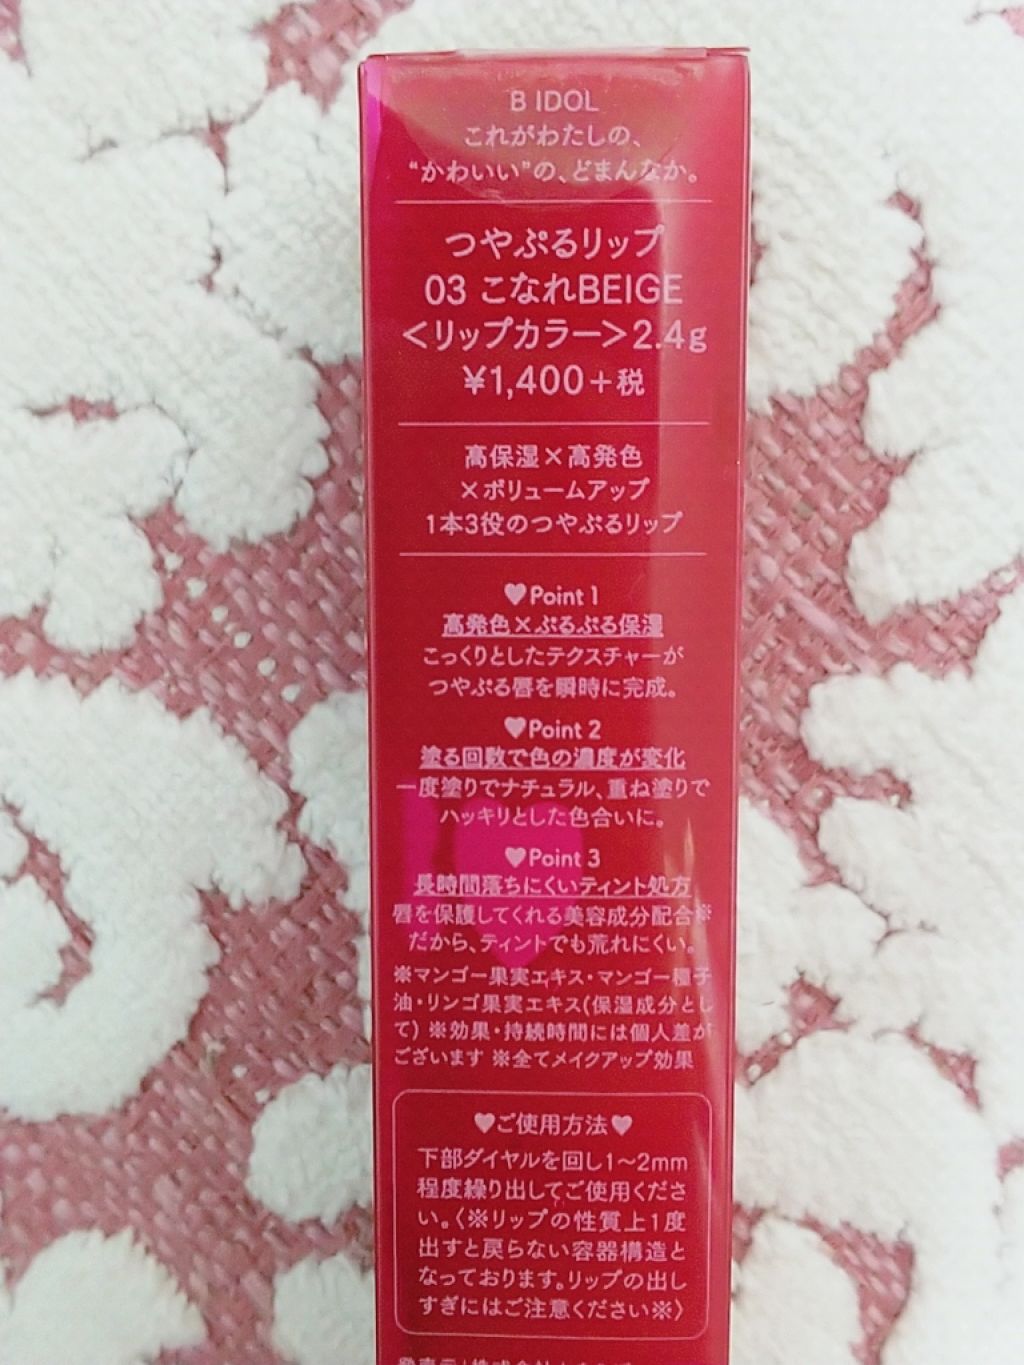 B IDOL
これがわたしの、
“かわいい”の、どまんなか。
つやぷるリップ
03 こなれBEIGE
＜リップカラー＞2.4g
¥1,400＋税
高保湿×高発色
×ボリュームアップ
1本3役のつやぷるリップ
♥Point 1
高発色×ぷるぷる保湿
こっくりとしたテクスチャーが
つやぷる唇を瞬時に完成。
♥Point 2
塗る回数で色の濃度が変化
一度塗りでナチュラル、重ね塗りで
ハッキリとした色合いに。
♥Point 3
長時間落ちにくいティント処方
唇を保護してくれる美容成分配合※
だから、ティントでも荒れにくい。
※マンゴー果実エキス・マンゴー種子
油・リンゴ果実エキス(保湿成分とし
て) ※効果・持続時間には個人差が
ございます ※全てメイクアップ効果
♥ご使用方法♥
下部ダイヤルを回し1～2mm
程度繰り出してご使用くださ
い。〈※リップの性質上1度
出すと戻らない容器構造と
なっております。リップの出し
すぎにはご注意ください※〉